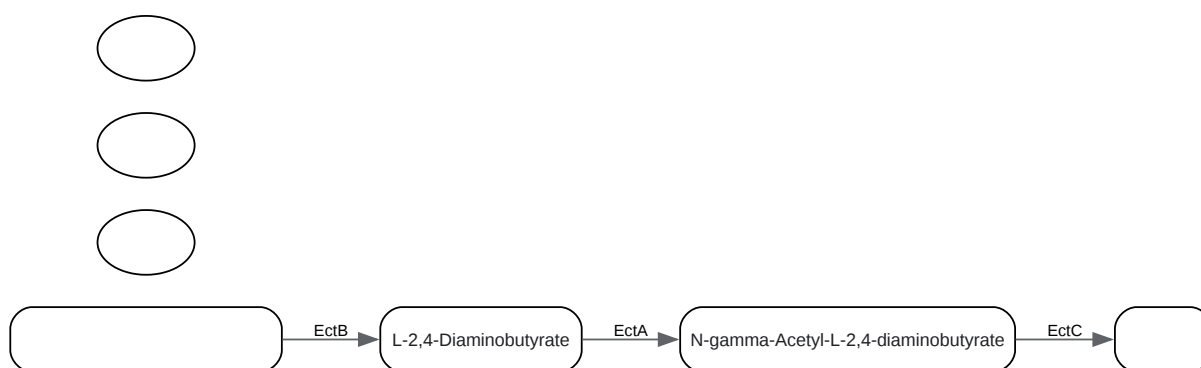 EctB
L-2,4-Diaminobutyrate
EctA
N-gamma-Acetyl-L-2,4-diaminobutyrate
EctC